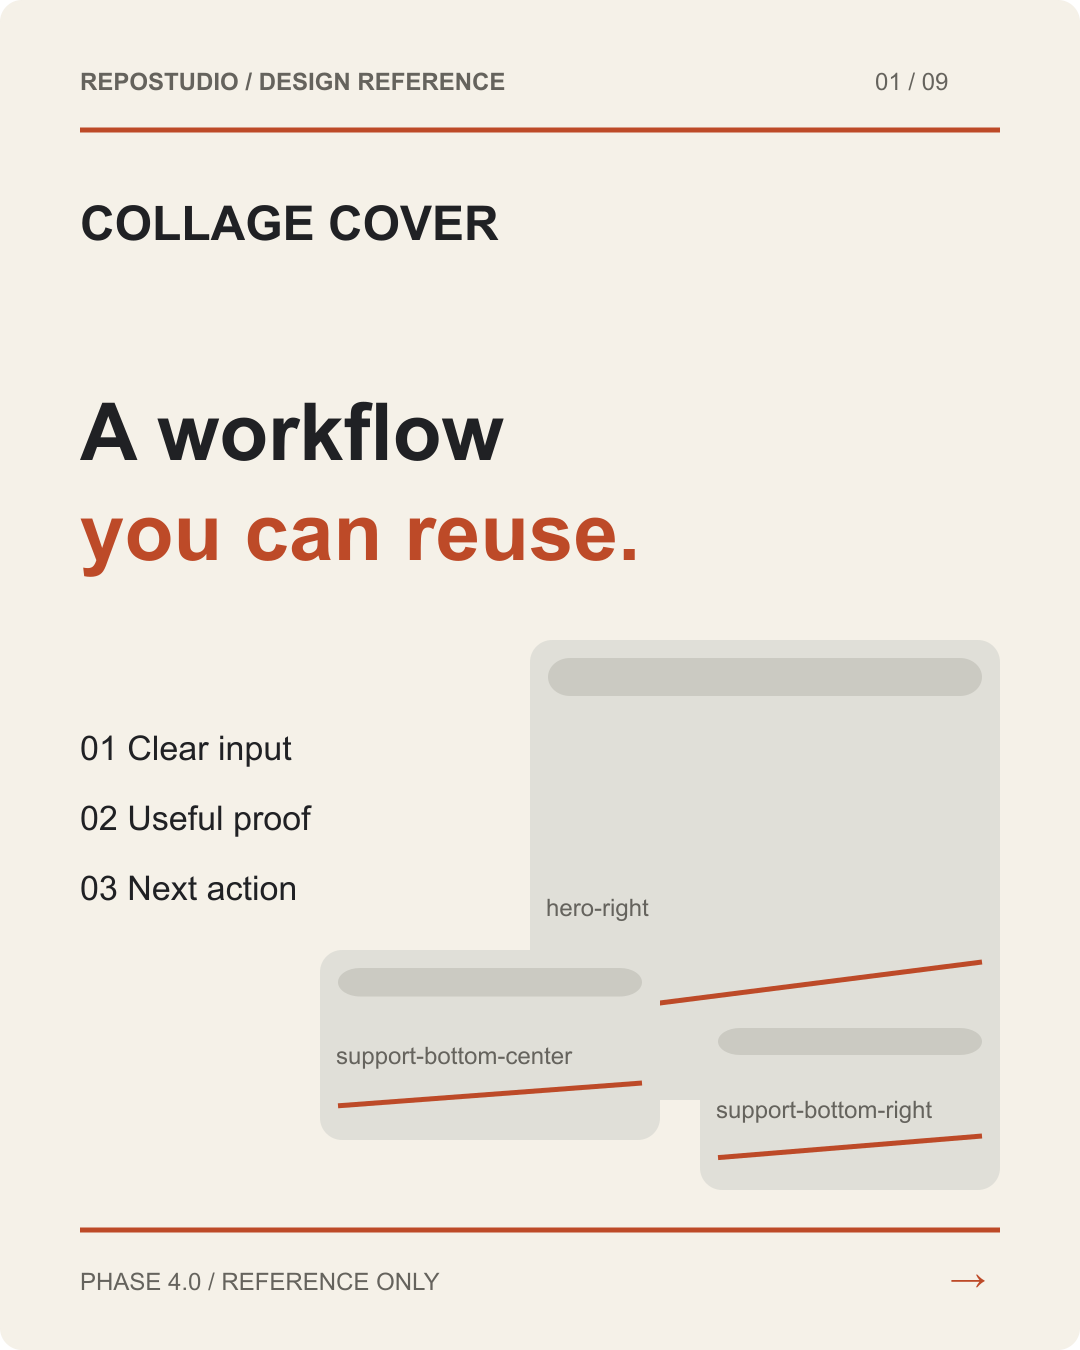 REPOSTUDIO / DESIGN REFERENCE
01 / 09
COLLAGE COVER
A workflow
you can reuse.
01 Clear input
02 Useful proof
03 Next action
hero-right
support-bottom-center
support-bottom-right
PHASE 4.0 / REFERENCE ONLY
→